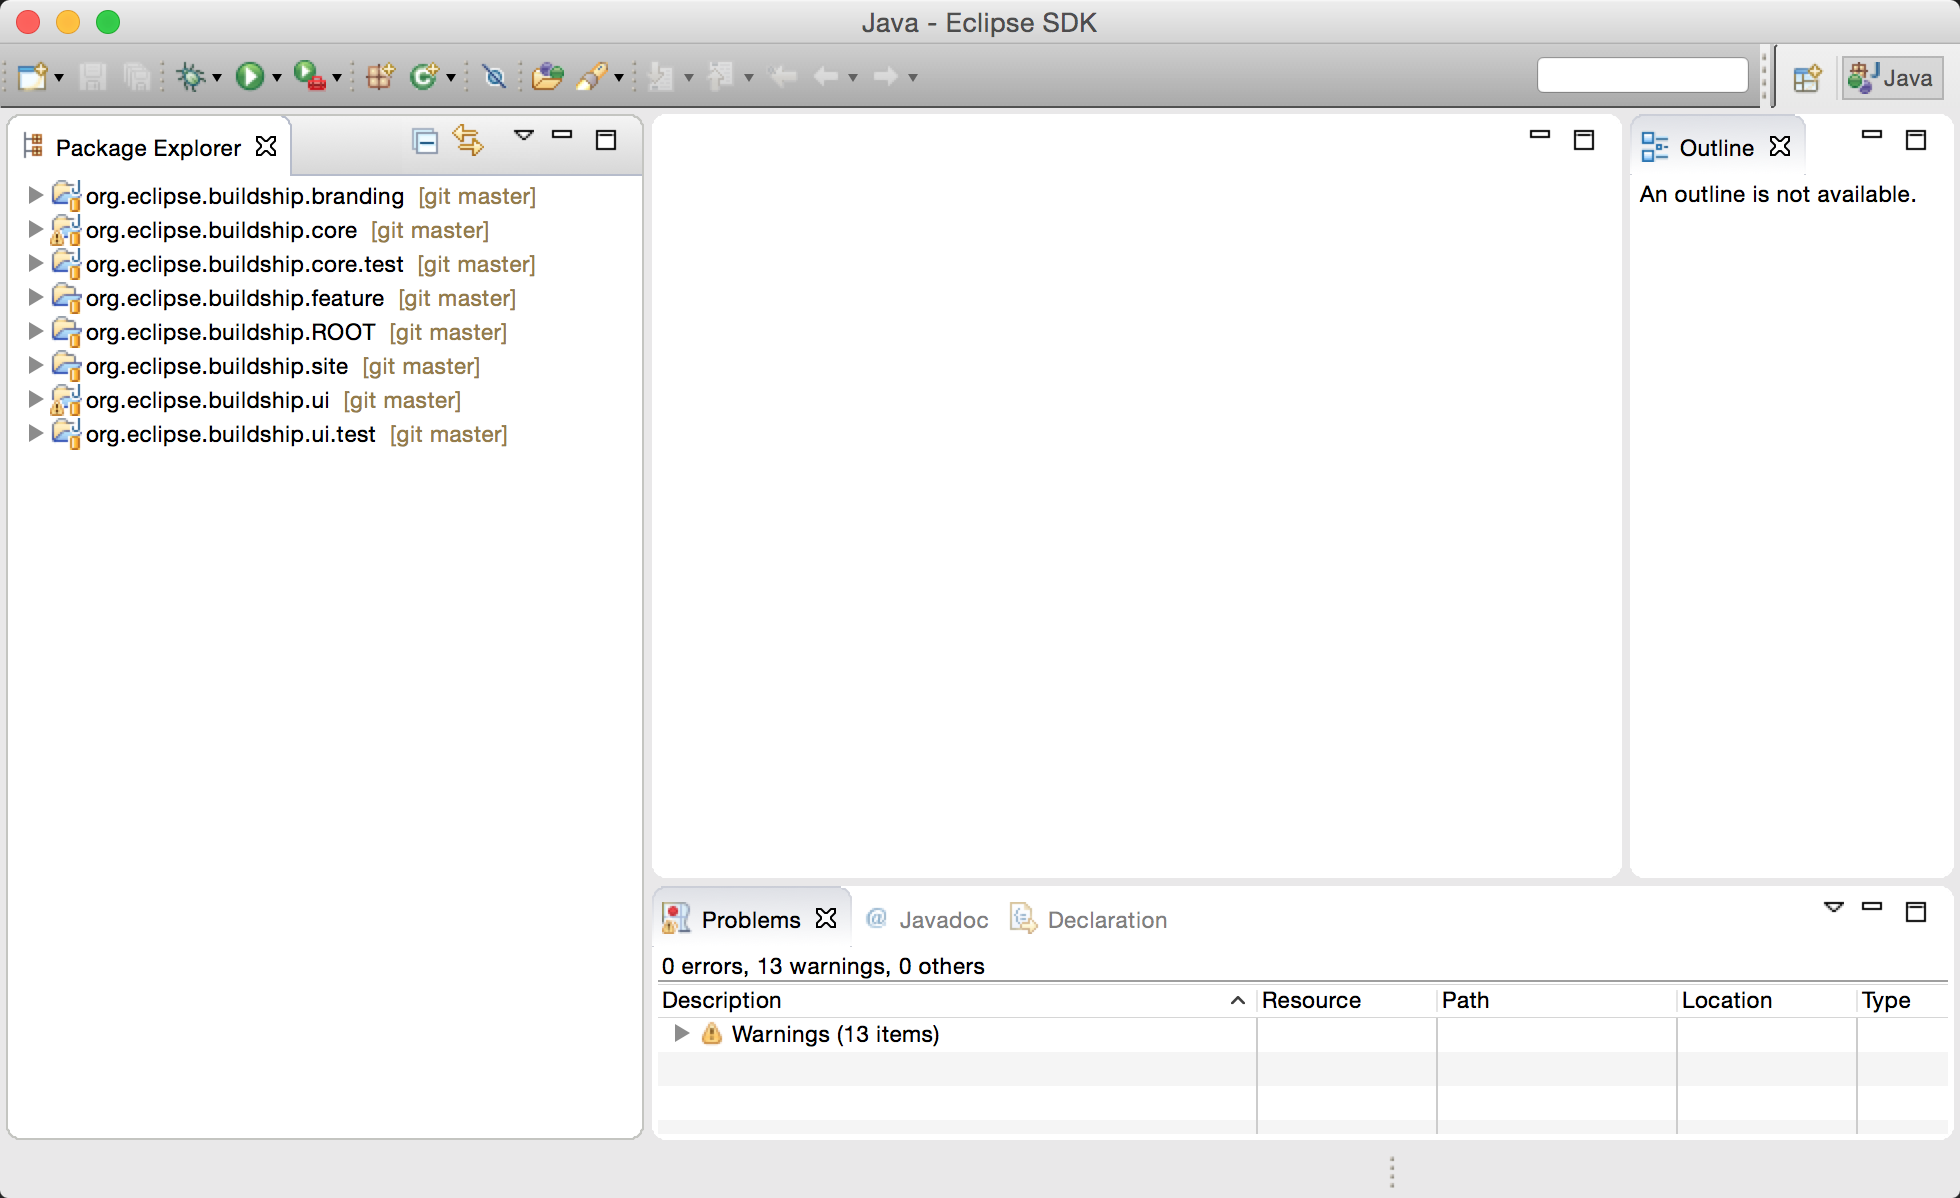 Java - Eclipse SDK
Java
Package Explorer
org.eclipse.buildship.branding [git master]
org.eclipse.buildship.core [git master]
org.eclipse.buildship.core.test [git master]
org.eclipse.buildship.feature [git master]
org.eclipse.buildship.ROOT [git master]
org.eclipse.buildship.site [git master]
org.eclipse.buildship.ui [git master]
org.eclipse.buildship.ui.test [git master]
Outline
An outline is not available.
Problems @ Javadoc Declaration
0 errors, 13 warnings, 0 others
Description Resource Path Location Type
Warnings (13 items)